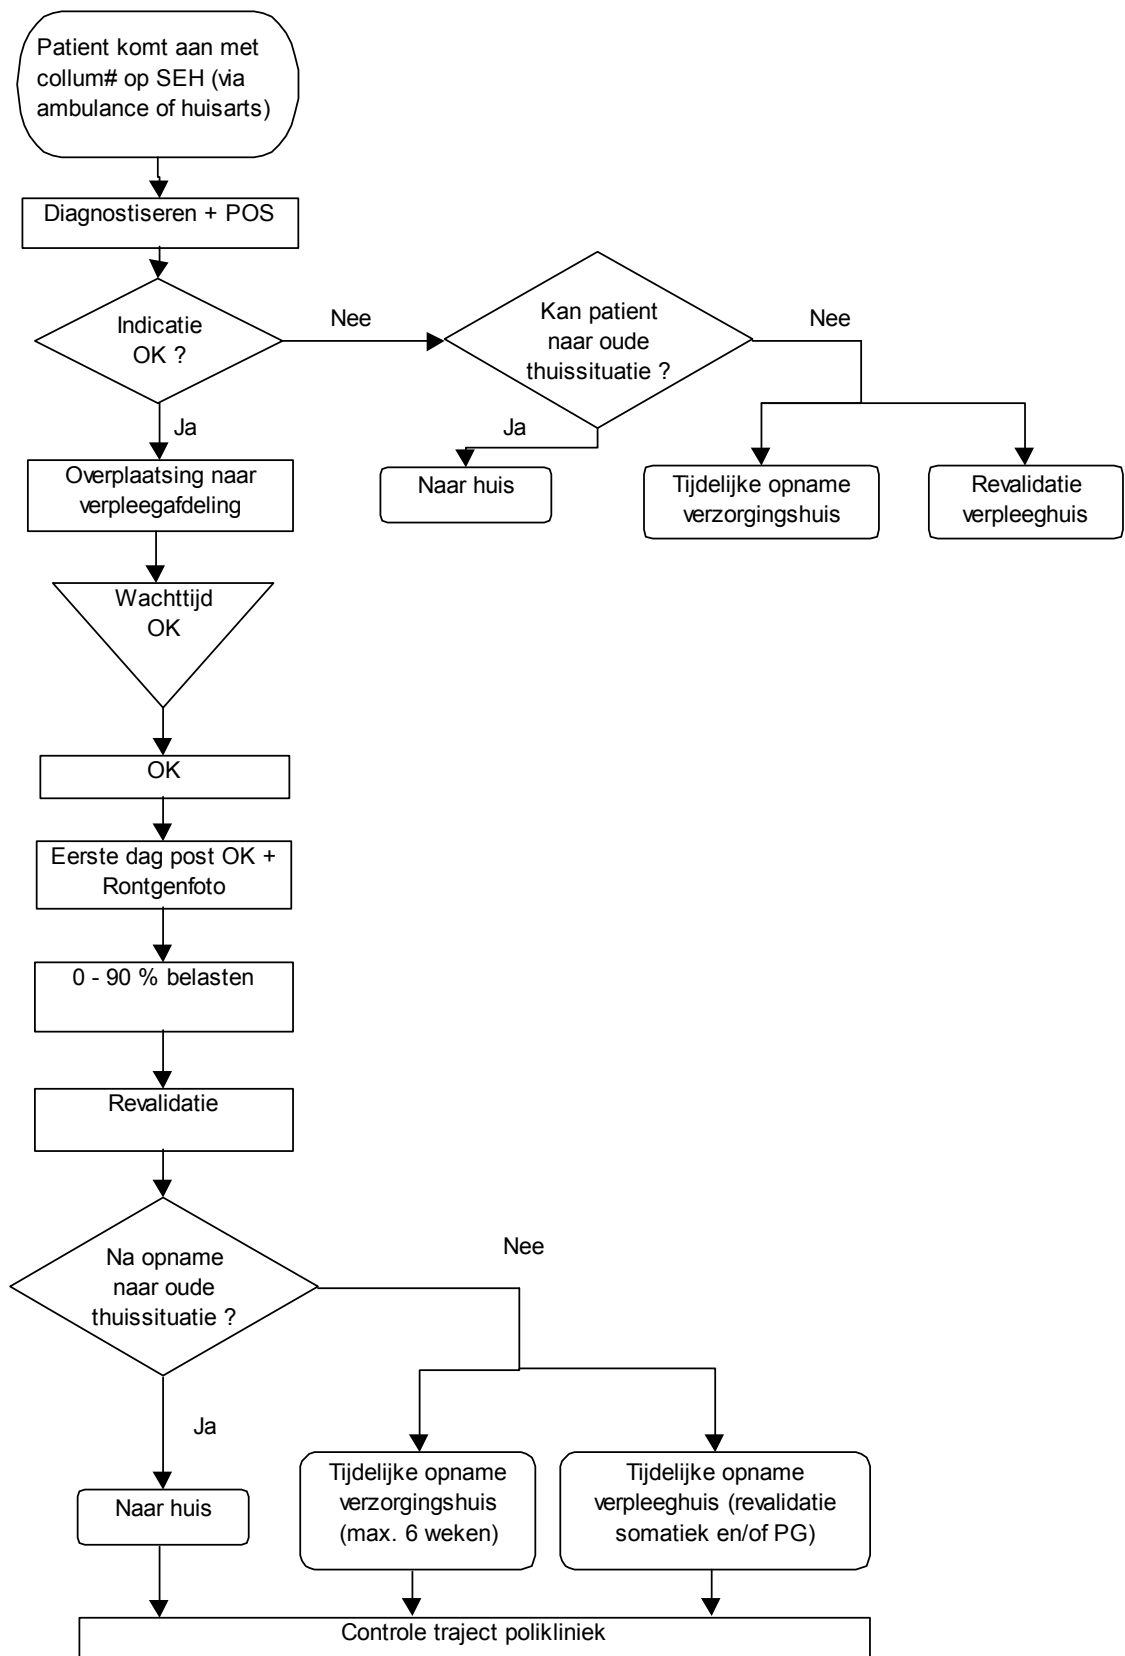 Patient komt aan met
collum# op SEH (via
ambulance of huisarts)
Diagnostiseren + POS
Indicatie
OK ?
Nee
Kan patient
naar oude
thuissituatie ?
Nee
Ja
Ja
Overplaatsing naar
verpleegafdeling
Naar huis
Tijdelijke opname
verzorgingshuis
Revalidatie
verpleeghuis
Wachttijd
OK
OK
Eerste dag post OK +
Rontgenfoto
0 - 90 % belasten
Revalidatie
Na opname
naar oude
thuissituatie ?
Nee
Ja
Naar huis
Tijdelijke opname
verzorgingshuis
(max. 6 weken)
Tijdelijke opname
verpleeghuis (revalidatie
somatiek en/of PG)
Controle traject polikliniek